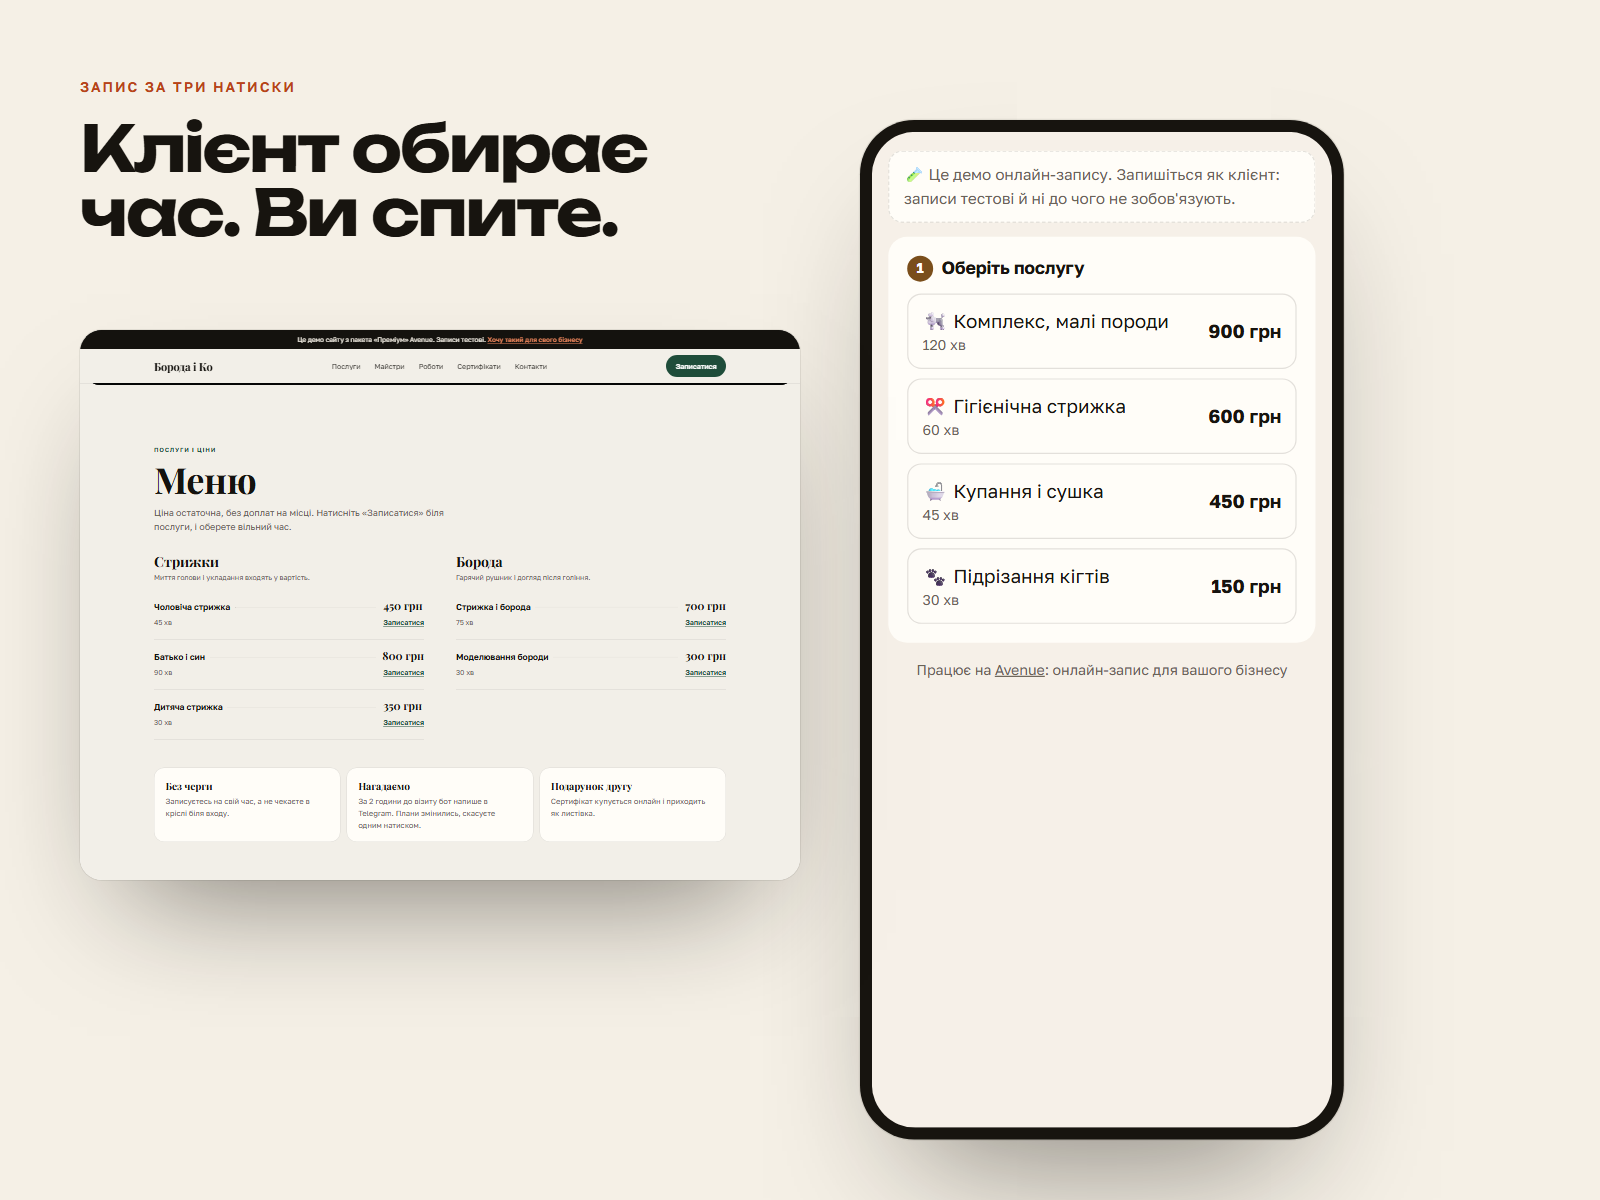 ЗАПИС ЗА ТРИ НАТИСКИ
Клієнт обирає
час. Ви спите.
Це демо сайту з пакета «Преміум» Avenue. Записи тестові. Хочу такий для свого бізнесу
Борода і Ко
Послуги Майстри Роботи Сертифікати Контакти
Записатися
ПОСЛУГИ І ЦІНИ
Меню
Ціна остаточна, без доплат на місці. Натисніть «Записатися» біля
послуги, і оберете вільний час.
Стрижки
Миття голови і укладання входять у вартість.
Чоловіча стрижка 450 грн
45 хв Записатися
Батько і син 800 грн
90 хв Записатися
Дитяча стрижка 350 грн
30 хв Записатися
Борода
Гарячий рушник і догляд після гоління.
Стрижка і борода 700 грн
75 хв Записатися
Моделювання бороди 300 грн
30 хв Записатися
Без черги
Записуєтесь на свій час, а не чекаєте в
кріслі біля входу.
Нагадаємо
За 2 години до візиту бот напише в
Telegram. Плани змінились, скасуєте
одним натиском.
Подарунок другу
Сертифікат купується онлайн і приходить
як листівка.
Це демо онлайн-запису. Запишіться як клієнт:
записи тестові й ні до чого не зобов'язують.
1 Оберіть послугу
Комплекс, малі породи 900 грн
120 хв
Гігієнічна стрижка 600 грн
60 хв
Купання і сушка 450 грн
45 хв
Підрізання кігтів 150 грн
30 хв
Працює на Avenue: онлайн-запис для вашого бізнесу